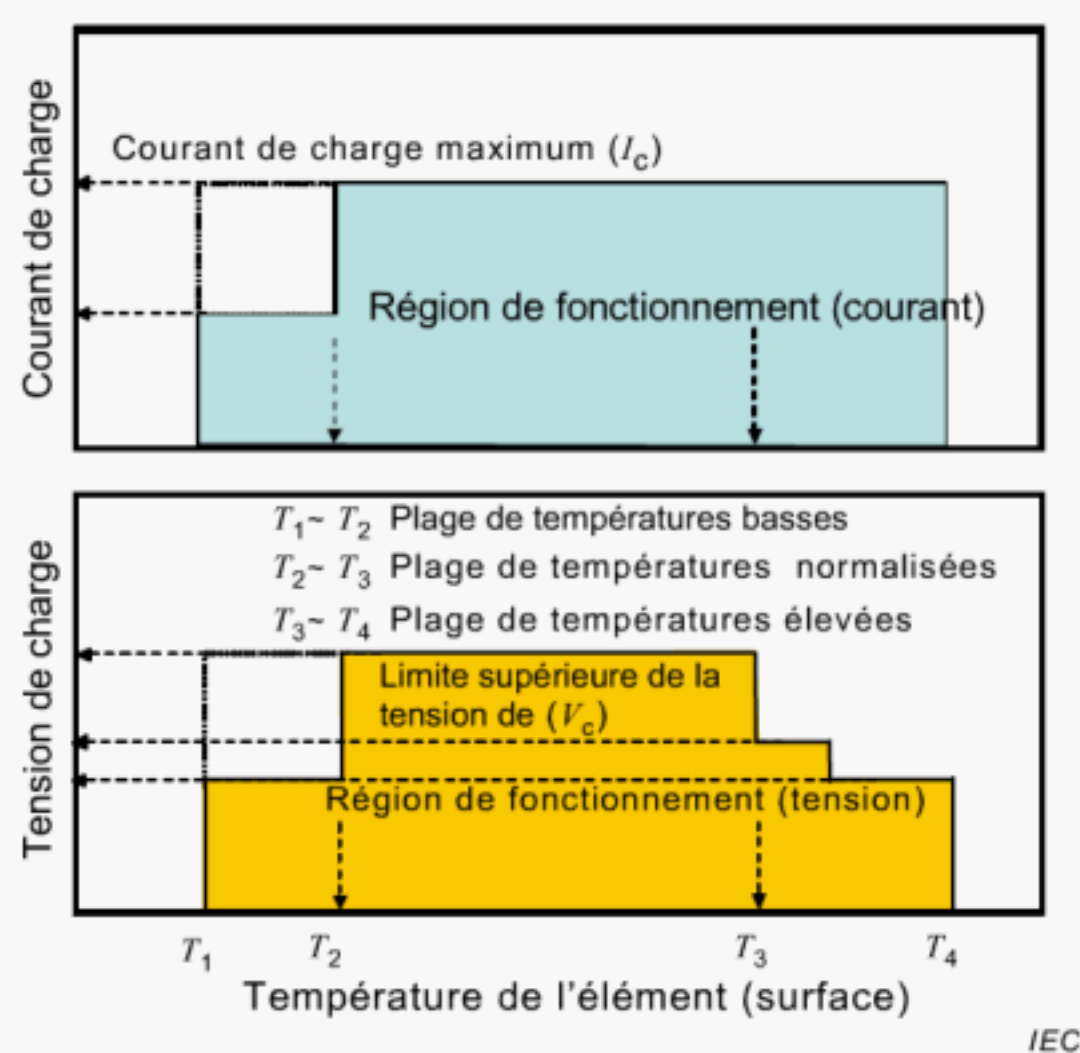 Courant de charge
Courant de charge maximum (Ic)
Région de fonctionnement (courant)
Tension de charge
T1~ T2 Plage de températures basses
T2~ T3 Plage de températures normalisées
T3~ T4 Plage de températures élevées
Limite supérieure de la
tension de (Vc)
Région de fonctionnement (tension)
T1 T2 T3 T4
Température de l'élément (surface)
IEC